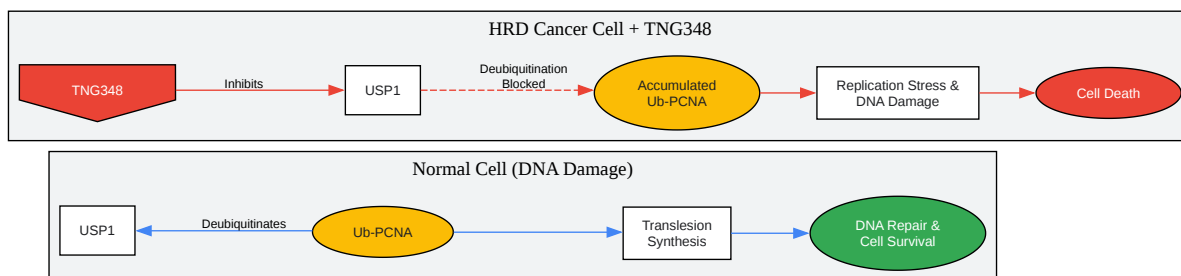 HRD Cancer Cell + TNG348
TNG348
Inhibits
USP1
Deubiquitination
Blocked
Accumulated
Ub-PCNA
Replication Stress &
DNA Damage
Cell Death
Normal Cell (DNA Damage)
USP1
Deubiquitinates
Ub-PCNA
Translesion
Synthesis
DNA Repair &
Cell Survival